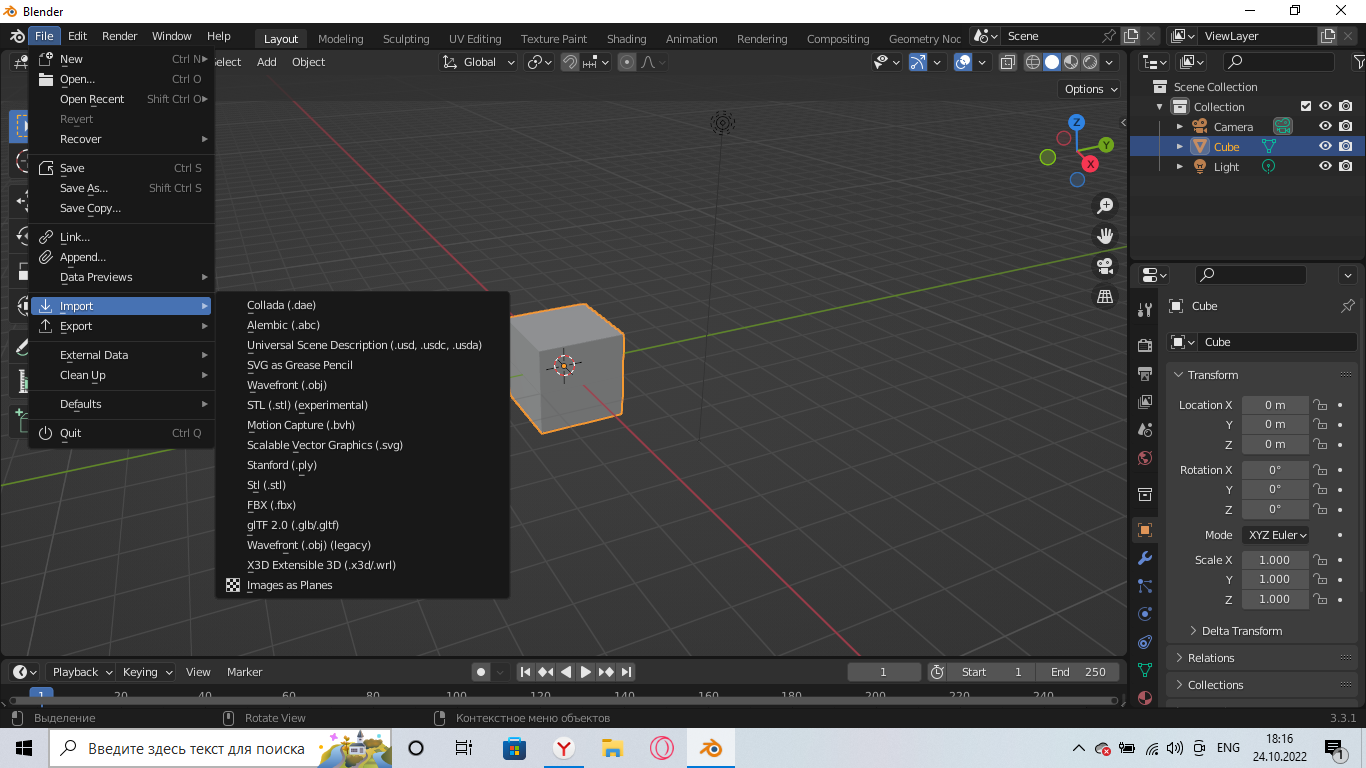 Blender
File Edit Render Window Help Layout Modeling Sculpting UV Editing Texture Paint Shading Animation Rendering Compositing Geometry Noc Scene ViewLayer
New Ctrl N
Open... Ctrl O
Open Recent Shift Ctrl O
Revert
Recover
Save Ctrl S
Save As... Shift Ctrl S
Save Copy...
Link...
Append...
Data Previews
Import
Export
External Data
Clean Up
Defaults
Quit Ctrl Q
Collada (.dae)
Alembic (.abc)
Universal Scene Description (.usd, .usdc, .usda)
SVG as Grease Pencil
Wavefront (.obj)
STL (.stl) (experimental)
Motion Capture (.bvh)
Scalable Vector Graphics (.svg)
Stanford (.ply)
Stl (.stl)
FBX (.fbx)
glTF 2.0 (.glb/.gltf)
Wavefront (.obj) (legacy)
X3D Extensible 3D (.x3d/.wrl)
Images as Planes
Select Add Object Global
Options
Z
Y
X
Scene Collection
Collection
Camera
Cube
Light
Cube
Cube
Transform
Location X 0 m
Y 0 m
Z 0 m
Rotation X 0°
Y 0°
Z 0°
Mode XYZ Euler
Scale X 1.000
Y 1.000
Z 1.000
Delta Transform
Relations
Collections
Playback Keying View Marker 1 Start 1 End 250
1 20 40 60 80 100 120 140 160 180 200 220 240
Выделение Rotate View Контекстное меню объектов 3.3.1
Введите здесь текст для поиска
ENG
18:16
24.10.2022
1